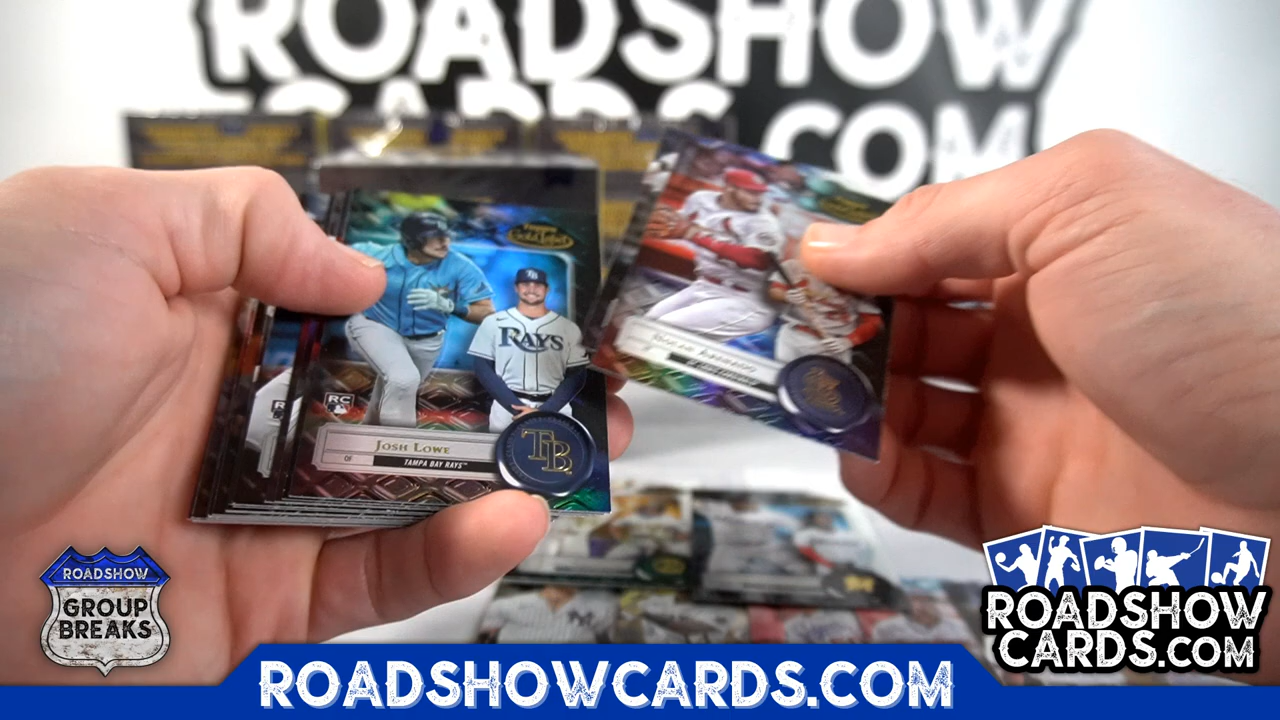 ROADSHOW
CARDS.COM
RAYS
RC
JOSH LOWE
OF
TAMPA BAY RAYS™
TB
ROADSHOW
GROUP
BREAKS
ROADSHOW
CARDS.COM
ROADSHOWCARDS.COM